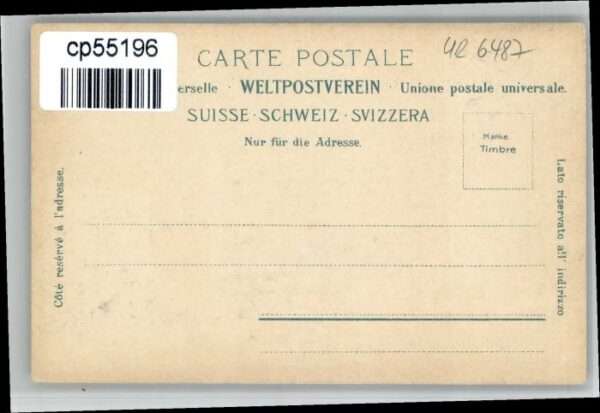 cp55196
CARTE POSTALE
4R 6487
erselle · WELTPOSTVEREIN · Unione postale universale.
SUISSE · SCHWEIZ · SVIZZERA
Nur für die Adresse.
Marke
Timbre
Côté reservé à l'adresse.
Lato riservato all' indirizzo